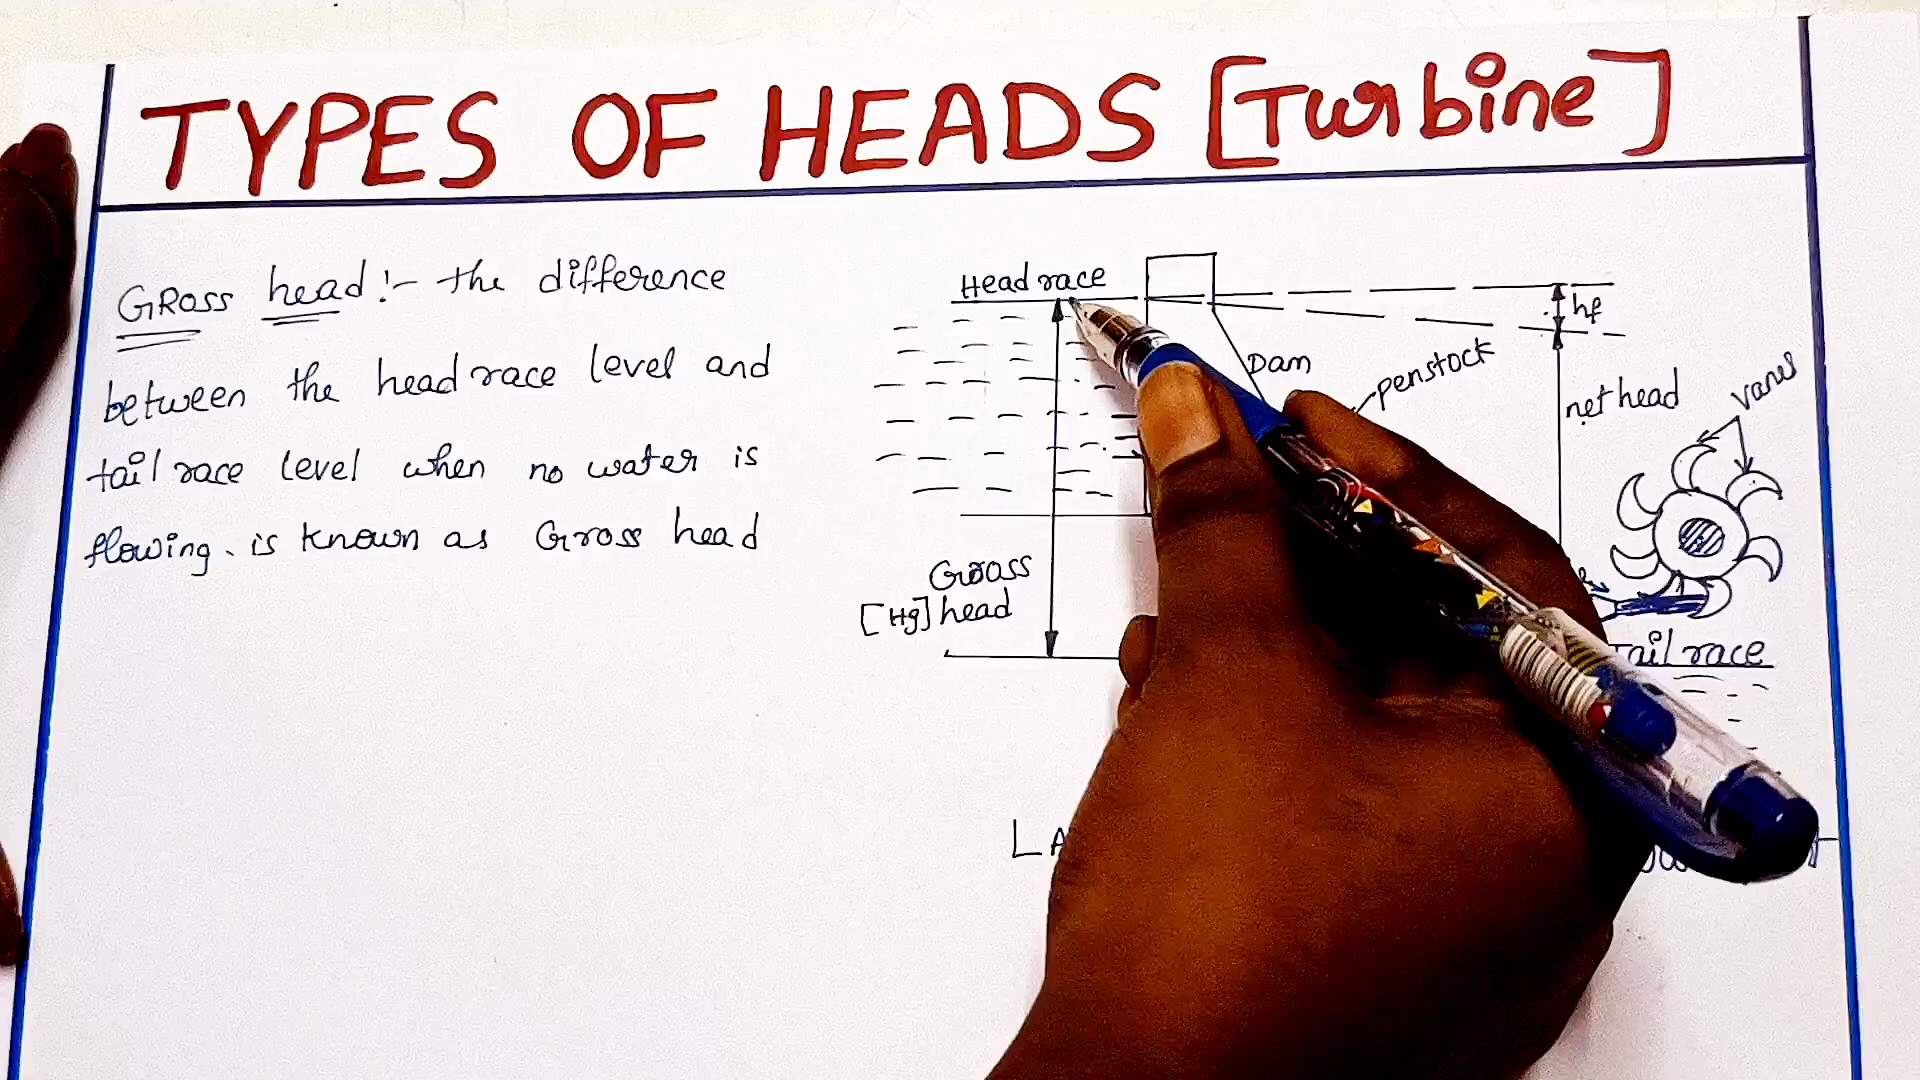 TYPES OF HEADS [Turbine]
GRoss head:- the difference
between the head race level and
tail race level when no water is
flowing. is known as Gross head
Head race
hf
Dam
penstock
net head
vanes
Gross
[Hg] head
Tail race